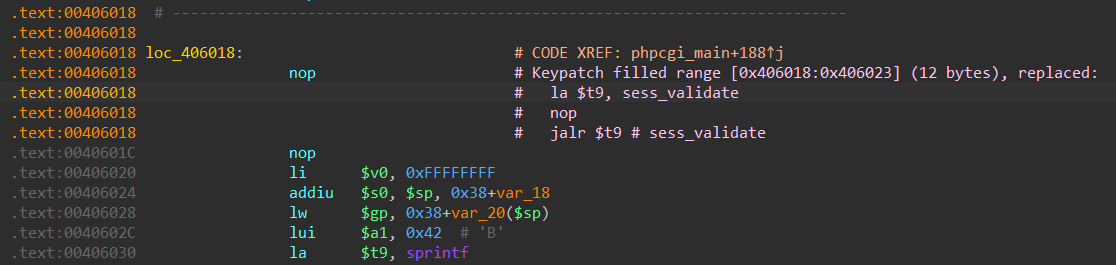 .text:00406018 # ---------------------------------------------------------------------------
.text:00406018
.text:00406018 loc_406018: # CODE XREF: phpcgi_main+188↑j
.text:00406018 nop # Keypatch filled range [0x406018:0x406023] (12 bytes), replaced:
.text:00406018 # la $t9, sess_validate
.text:00406018 # nop
.text:00406018 # jalr $t9 # sess_validate
.text:0040601C nop
.text:00406020 li $v0, 0xFFFFFFFF
.text:00406024 addiu $s0, $sp, 0x38+var_18
.text:00406028 lw $gp, 0x38+var_20($sp)
.text:0040602C lui $a1, 0x42 # 'B'
.text:00406030 la $t9, sprintf